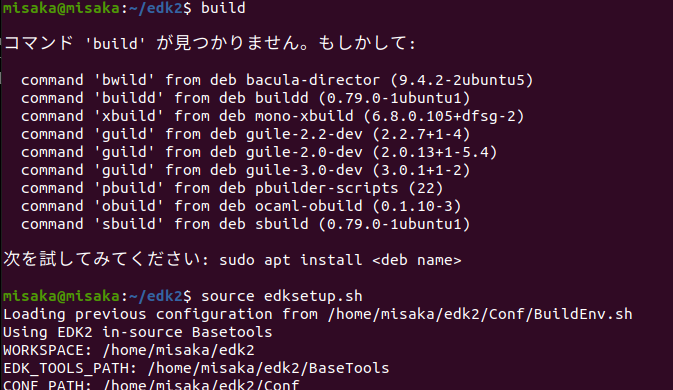 misaka@misaka:~/edk2$ build
コマンド 'build' が見つかりません。もしかして:
command 'bwild' from deb bacula-director (9.4.2-2ubuntu5)
command 'buildd' from deb buildd (0.79.0-1ubuntu1)
command 'xbuild' from deb mono-xbuild (6.8.0.105+dfsg-2)
command 'guild' from deb guile-2.2-dev (2.2.7+1-4)
command 'guild' from deb guile-2.0-dev (2.0.13+1-5.4)
command 'guild' from deb guile-3.0-dev (3.0.1+1-2)
command 'pbuild' from deb pbuilder-scripts (22)
command 'obuild' from deb ocaml-obuild (0.1.10-3)
command 'sbuild' from deb sbuild (0.79.0-1ubuntu1)
次を試してみてください: sudo apt install <deb name>
misaka@misaka:~/edk2$ source edksetup.sh
Loading previous configuration from /home/misaka/edk2/Conf/BuildEnv.sh
Using EDK2 in-source Basetools
WORKSPACE: /home/misaka/edk2
EDK_TOOLS_PATH: /home/misaka/edk2/BaseTools
CONF_PATH: /home/misaka/edk2/Conf